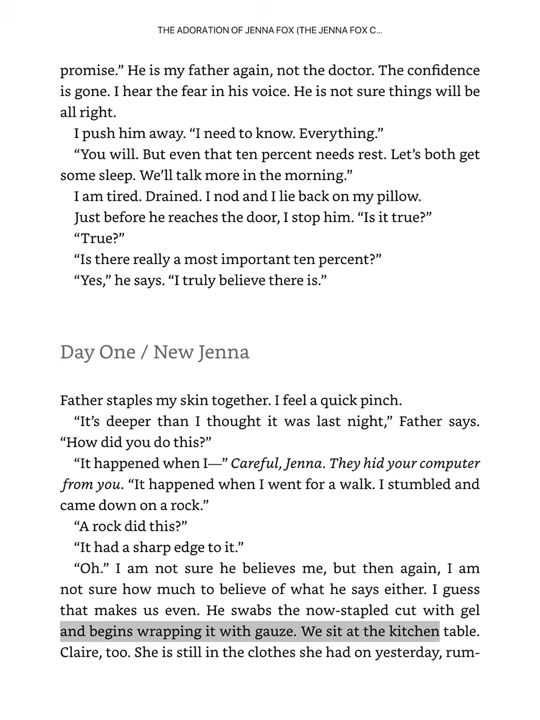 THE ADORATION OF JENNA FOX (THE JENNA FOX C...
promise.” He is my father again, not the doctor. The confidence
is gone. I hear the fear in his voice. He is not sure things will be
all right.
I push him away. “I need to know. Everything.”
“You will. But even that ten percent needs rest. Let’s both get
some sleep. We’ll talk more in the morning.”
I am tired. Drained. I nod and I lie back on my pillow.
Just before he reaches the door, I stop him. “Is it true?”
“True?”
“Is there really a most important ten percent?”
“Yes,” he says. “I truly believe there is.”
Day One / New Jenna
Father staples my skin together. I feel a quick pinch.
“It’s deeper than I thought it was last night,” Father says.
“How did you do this?”
“It happened when I—” Careful, Jenna. They hid your computer
from you. “It happened when I went for a walk. I stumbled and
came down on a rock.”
“A rock did this?”
“It had a sharp edge to it.”
“Oh.” I am not sure he believes me, but then again, I am
not sure how much to believe of what he says either. I guess
that makes us even. He swabs the now-stapled cut with gel
and begins wrapping it with gauze. We sit at the kitchen table.
Claire, too. She is still in the clothes she had on yesterday, rum-